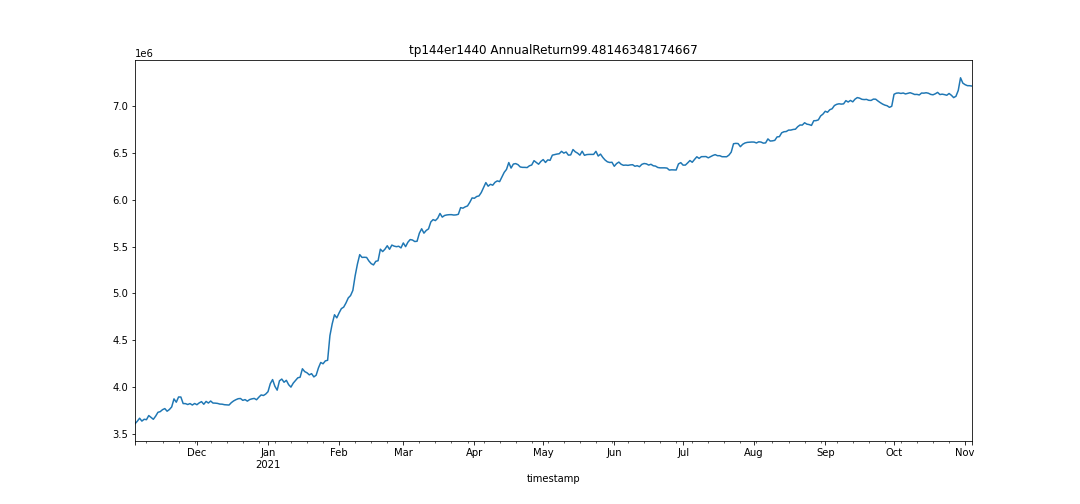 tp144er1440 AnnualReturn99.48146348174667
1e6
7.0
6.5
6.0
5.5
5.0
4.5
4.0
3.5
Dec Jan Feb Mar Apr May Jun Jul Aug Sep Oct Nov
2021
timestamp